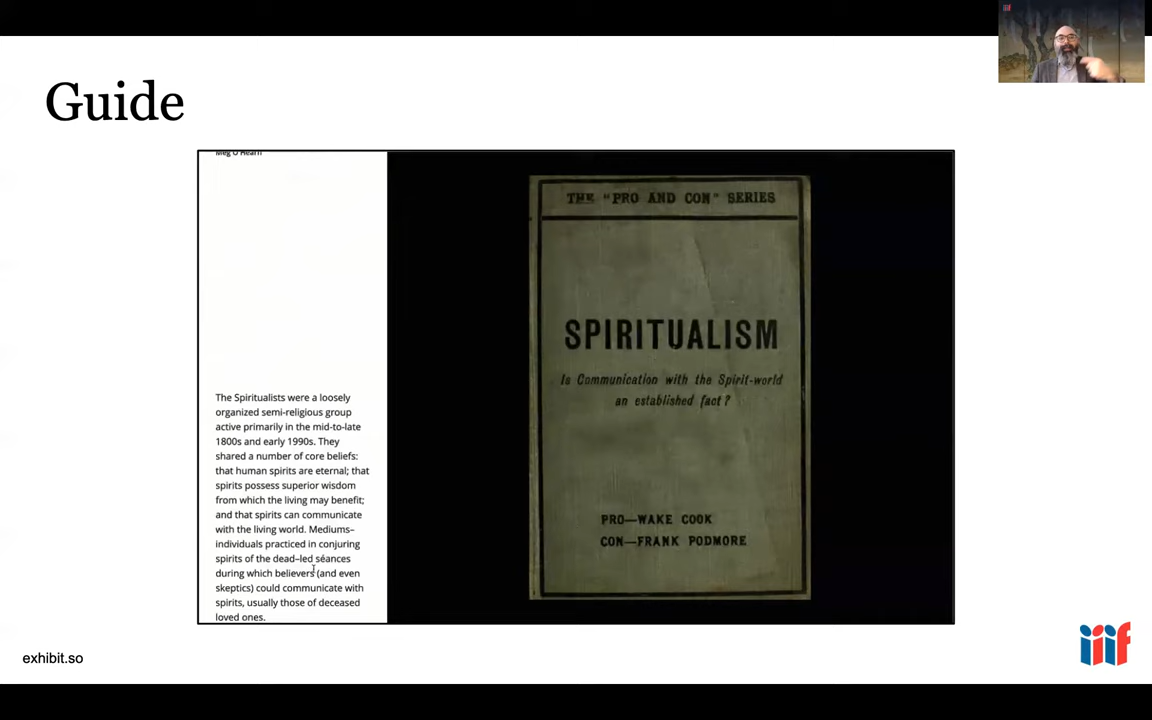 iiif
Guide
Meg O'Hearn
THE "PRO AND CON" SERIES
SPIRITUALISM
Is Communication with the Spirit-world
an established fact?
PRO—WAKE COOK
CON—FRANK PODMORE
The Spiritualists were a loosely
organized semi-religious group
active primarily in the mid-to-late
1800s and early 1990s. They
shared a number of core beliefs:
that human spirits are eternal; that
spirits possess superior wisdom
from which the living may benefit;
and that spirits can communicate
with the living world. Mediums–
individuals practiced in conjuring
spirits of the dead–led séances
during which believers (and even
skeptics) could communicate with
spirits, usually those of deceased
loved ones.
exhibit.so
iiif